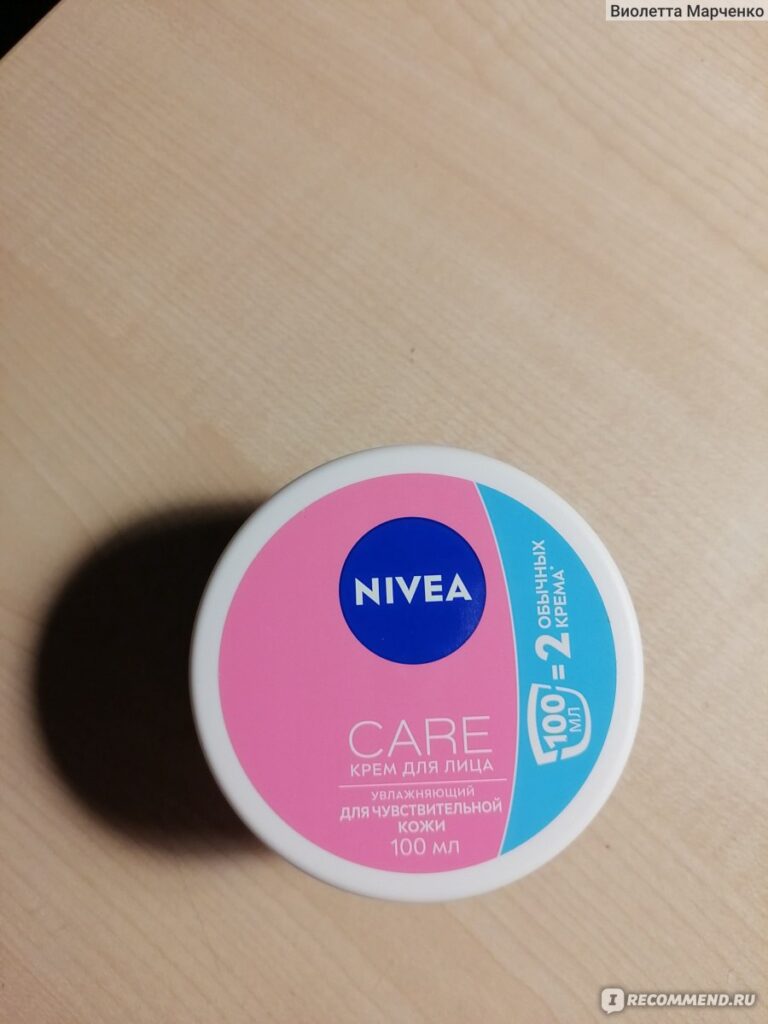 Виолетта Марченко
NIVEA
CARE
КРЕМ ДЛЯ ЛИЦА
УВЛАЖНЯЮЩИЙ
ДЛЯ ЧУВСТВИТЕЛЬНОЙ
КОЖИ
100 МЛ
100
МЛ
= 2
ОБЫЧНЫХ
КРЕМА*
IRECOMMEND.RU